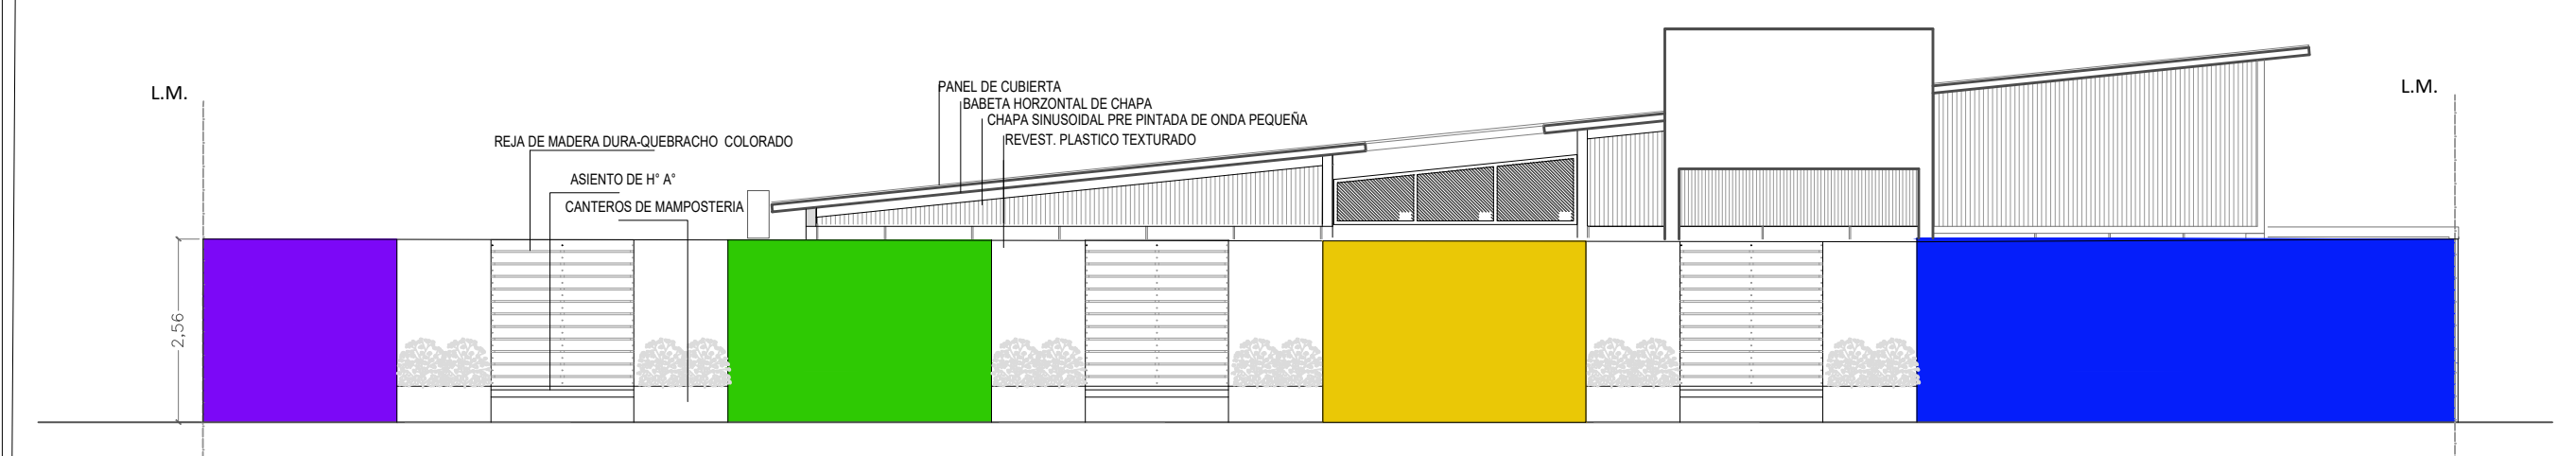 L.M.
L.M.
PANEL DE CUBIERTA
BABETA HORZONTAL DE CHAPA
CHAPA SINUSOIDAL PRE PINTADA DE ONDA PEQUEÑA
REVEST. PLASTICO TEXTURADO
REJA DE MADERA DURA-QUEBRACHO COLORADO
ASIENTO DE H° A°
CANTEROS DE MAMPOSTERIA
2,56